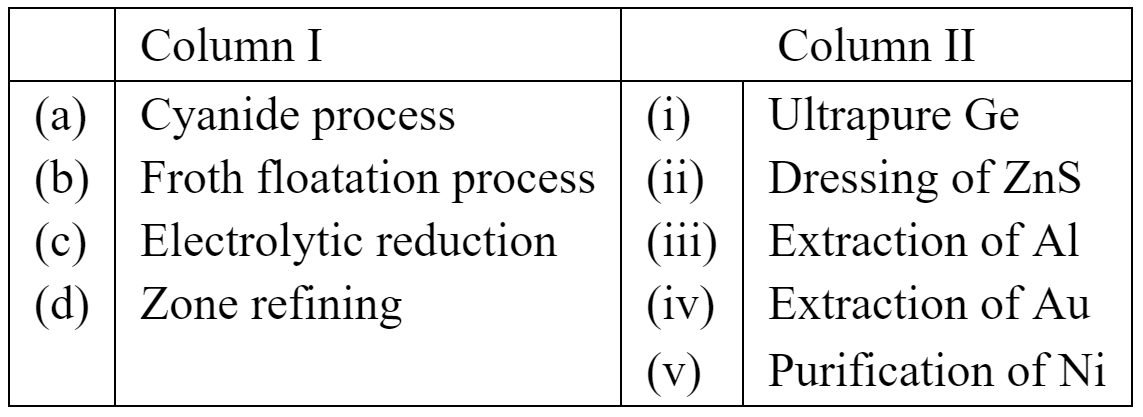 Column I Column II
(a) Cyanide process (i) Ultrapure Ge
(b) Froth floatation process (ii) Dressing of ZnS
(c) Electrolytic reduction (iii) Extraction of Al
(d) Zone refining (iv) Extraction of Au
(v) Purification of Ni